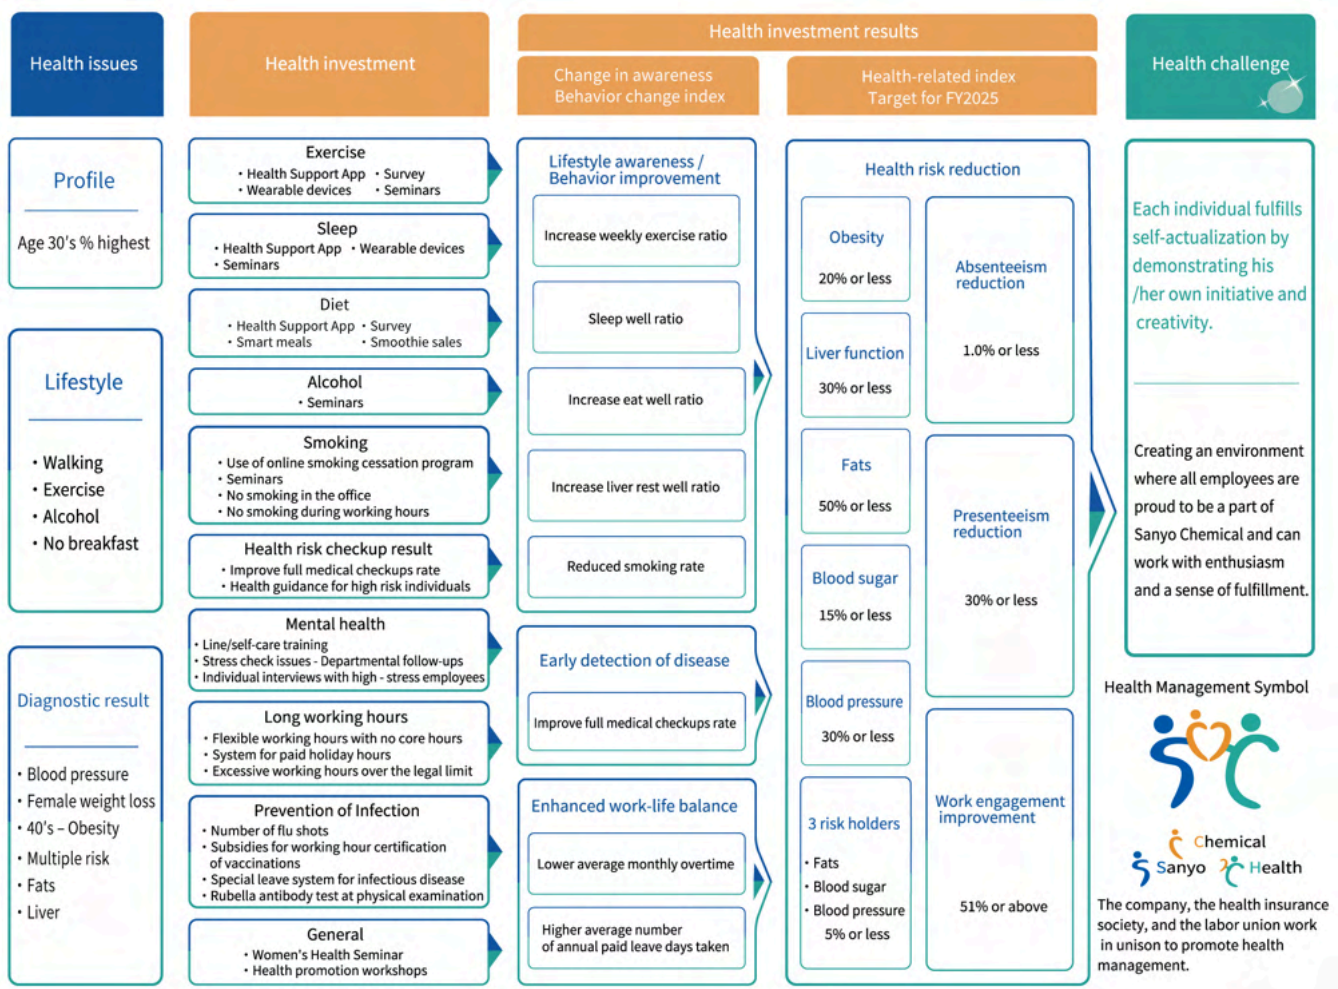 Health issues
Health investment
Health investment results
Change in awareness
Behavior change index
Health-related index
Target for FY2025
Health challenge
Profile
Age 30's % highest
Lifestyle
• Walking
• Exercise
• Alcohol
• No breakfast
Diagnostic result
• Blood pressure
• Female weight loss
• 40's – Obesity
• Multiple risk
• Fats
• Liver
Exercise
• Health Support App • Survey
• Wearable devices • Seminars
Sleep
• Health Support App • Wearable devices
• Seminars
Diet
• Health Support App • Survey
• Smart meals • Smoothie sales
Alcohol
• Seminars
Smoking
• Use of online smoking cessation program
• Seminars
• No smoking in the office
• No smoking during working hours
Health risk checkup result
• Improve full medical checkups rate
• Health guidance for high risk individuals
Mental health
• Line/self-care training
• Stress check issues - Departmental follow-ups
• Individual interviews with high - stress employees
Long working hours
• Flexible working hours with no core hours
• System for paid holiday hours
• Excessive working hours over the legal limit
Prevention of Infection
• Number of flu shots
• Subsidies for working hour certification
of vaccinations
• Special leave system for infectious disease
• Rubella antibody test at physical examination
General
• Women's Health Seminar
• Health promotion workshops
Lifestyle awareness /
Behavior improvement
Increase weekly exercise ratio
Sleep well ratio
Increase eat well ratio
Increase liver rest well ratio
Reduced smoking rate
Early detection of disease
Improve full medical checkups rate
Enhanced work-life balance
Lower average monthly overtime
Higher average number
of annual paid leave days taken
Health risk reduction
Obesity
20% or less
Liver function
30% or less
Fats
50% or less
Blood sugar
15% or less
Blood pressure
30% or less
3 risk holders
• Fats
• Blood sugar
• Blood pressure
5% or less
Absenteeism
reduction
1.0% or less
Presenteeism
reduction
30% or less
Work engagement
improvement
51% or above
Each individual fulfills
self-actualization by
demonstrating his
/her own initiative and
creativity.
Creating an environment
where all employees are
proud to be a part of
Sanyo Chemical and can
work with enthusiasm
and a sense of fulfillment.
Health Management Symbol
Chemical
Sanyo Health
The company, the health insurance
society, and the labor union work
in unison to promote health
management.